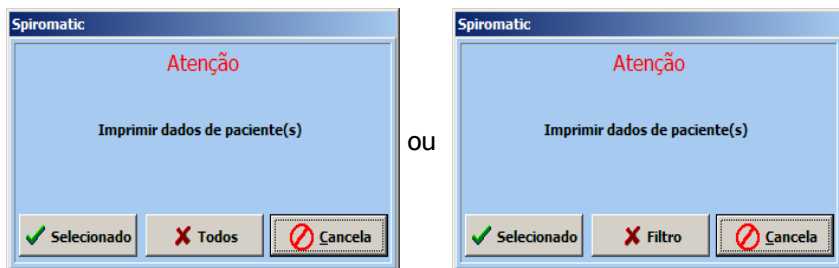 Spiromatic
Atenção
Imprimir dados de paciente(s)
Selecionado Todos Cancela
ou
Spiromatic
Atenção
Imprimir dados de paciente(s)
Selecionado Filtro Cancela